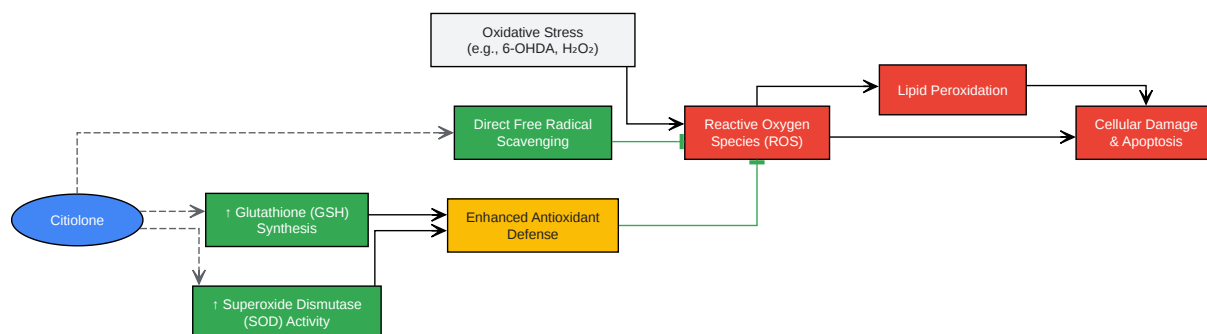 Oxidative Stress
(e.g., 6-OHDA, H₂O₂)
Lipid Peroxidation
Direct Free Radical
Scavenging
Reactive Oxygen
Species (ROS)
Cellular Damage
& Apoptosis
Citiolone
↑ Glutathione (GSH)
Synthesis
Enhanced Antioxidant
Defense
↑ Superoxide Dismutase
(SOD) Activity